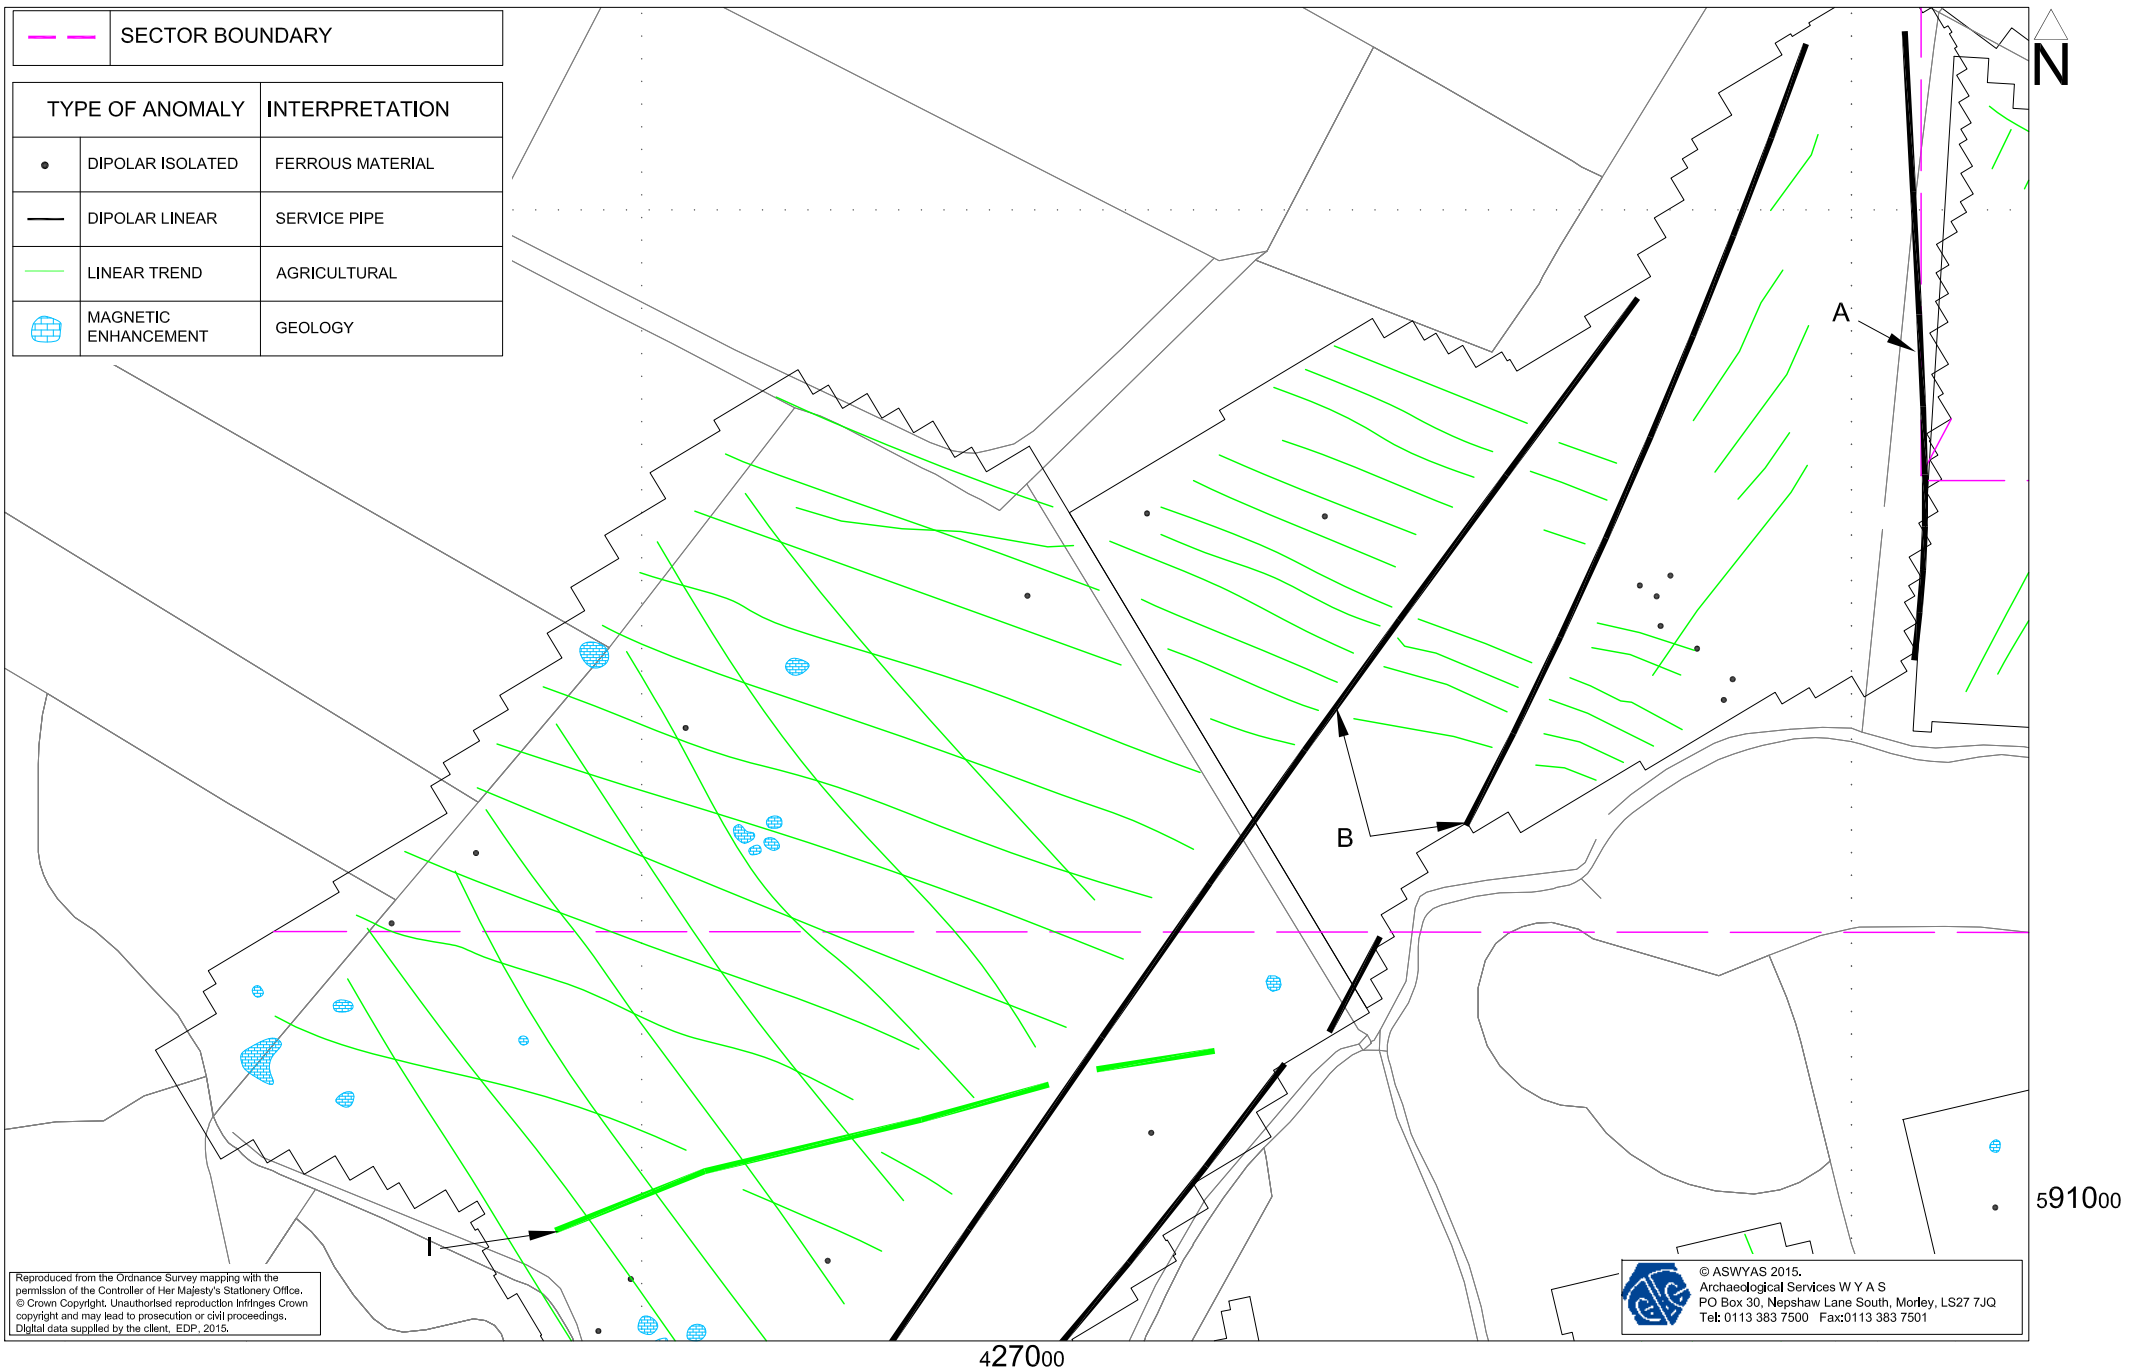 SECTOR BOUNDARY
N
TYPE OF ANOMALY INTERPRETATION
DIPOLAR ISOLATED FERROUS MATERIAL
DIPOLAR LINEAR SERVICE PIPE
LINEAR TREND AGRICULTURAL
MAGNETIC
ENHANCEMENT GEOLOGY
A
B
I
591000
Reproduced from the Ordnance Survey mapping with the
permission of the Controller of Her Majesty's Stationery Office.
© Crown Copyright. Unauthorised reproduction infringes Crown
copyright and may lead to prosecution or civil proceedings.
Digital data supplied by the client, EDP, 2015.
© ASWYAS 2015.
Archaeological Services W Y A S
PO Box 30, Nepshaw Lane South, Morley, LS27 7JQ
Tel: 0113 383 7500 Fax:0113 383 7501
427000